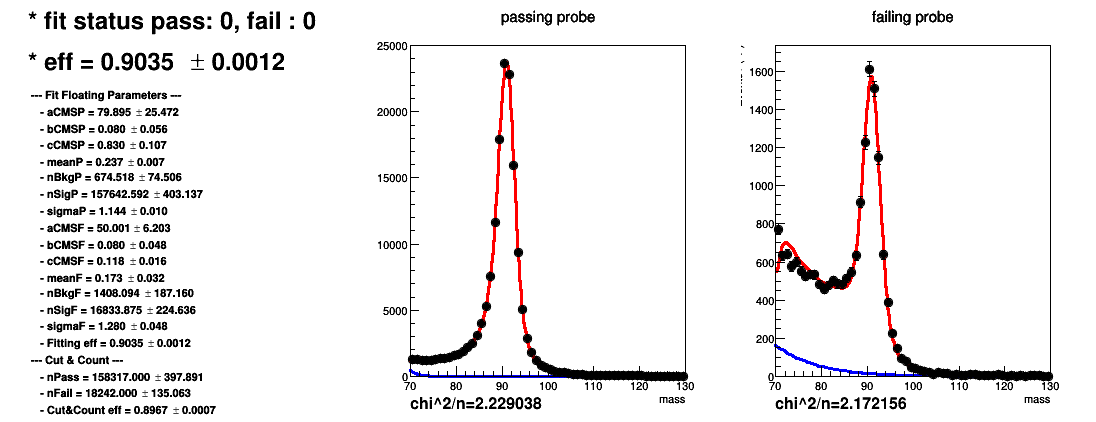 * fit status pass: 0, fail : 0
* eff = 0.9035 ± 0.0012
--- Fit Floating Parameters ---
- aCMSP = 79.895 ± 25.472
- bCMSP = 0.080 ± 0.056
- cCMSP = 0.830 ± 0.107
- meanP = 0.237 ± 0.007
- nBkgP = 674.518 ± 74.506
- nSigP = 157642.592 ± 403.137
- sigmaP = 1.144 ± 0.010
- aCMSF = 50.001 ± 6.203
- bCMSF = 0.080 ± 0.048
- cCMSF = 0.118 ± 0.016
- meanF = 0.173 ± 0.032
- nBkgF = 1408.094 ± 187.160
- nSigF = 16833.875 ± 224.636
- sigmaF = 1.280 ± 0.048
- Fitting eff = 0.9035 ± 0.0012
--- Cut & Count ---
- nPass = 158317.000 ± 397.891
- nFail = 18242.000 ± 135.063
- Cut&Count eff = 0.8967 ± 0.0007
passing probe
25000
20000
15000
10000
5000
0
70 80 90 100 110 120 130
mass
chi^2/n=2.229038
failing probe
1600
1400
1200
1000
800
600
400
200
0
70 80 90 100 110 120 130
mass
chi^2/n=2.172156